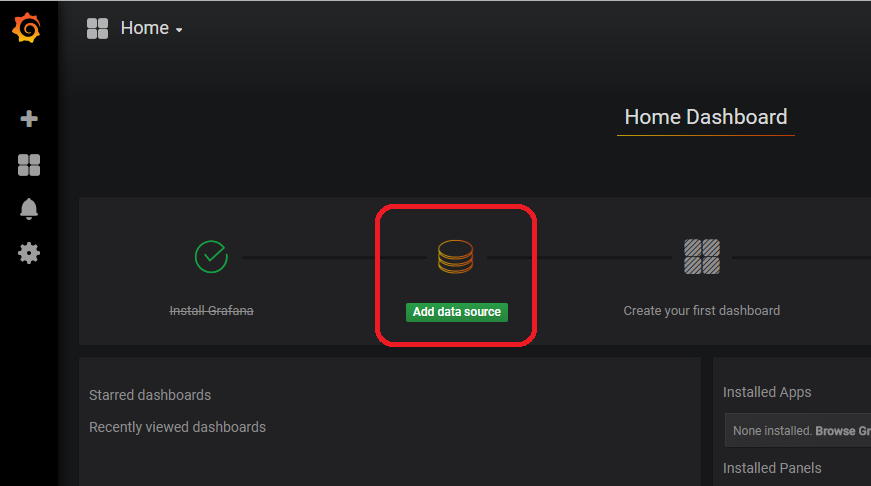 Home
Home Dashboard
Install Grafana
Add data source
Create your first dashboard
Starred dashboards
Recently viewed dashboards
Installed Apps
None installed. Browse Gr
Installed Panels